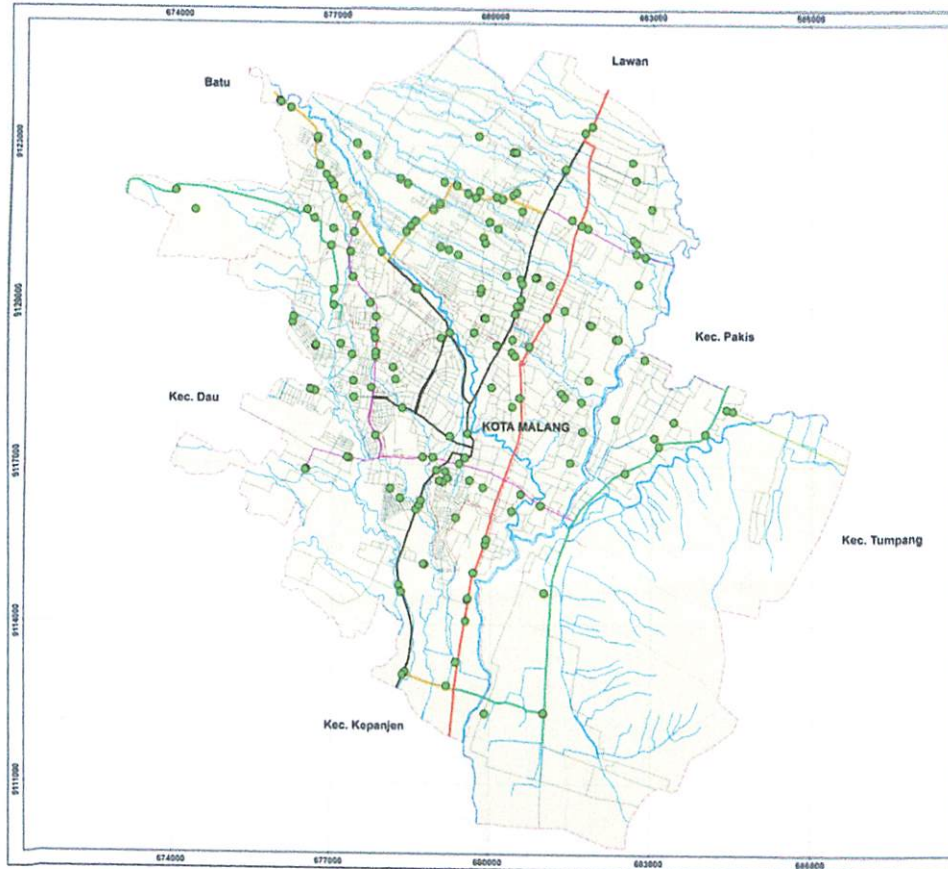 674000 677000 680000 683000 686000
Lawan
Batu
9123000
9120000
Kec. Pakis
Kec. Dau
KOTA MALANG
9117000
Kec. Tumpang
9114000
Kec. Kepanjen
9111000
674000 677000 680000 683000 686000